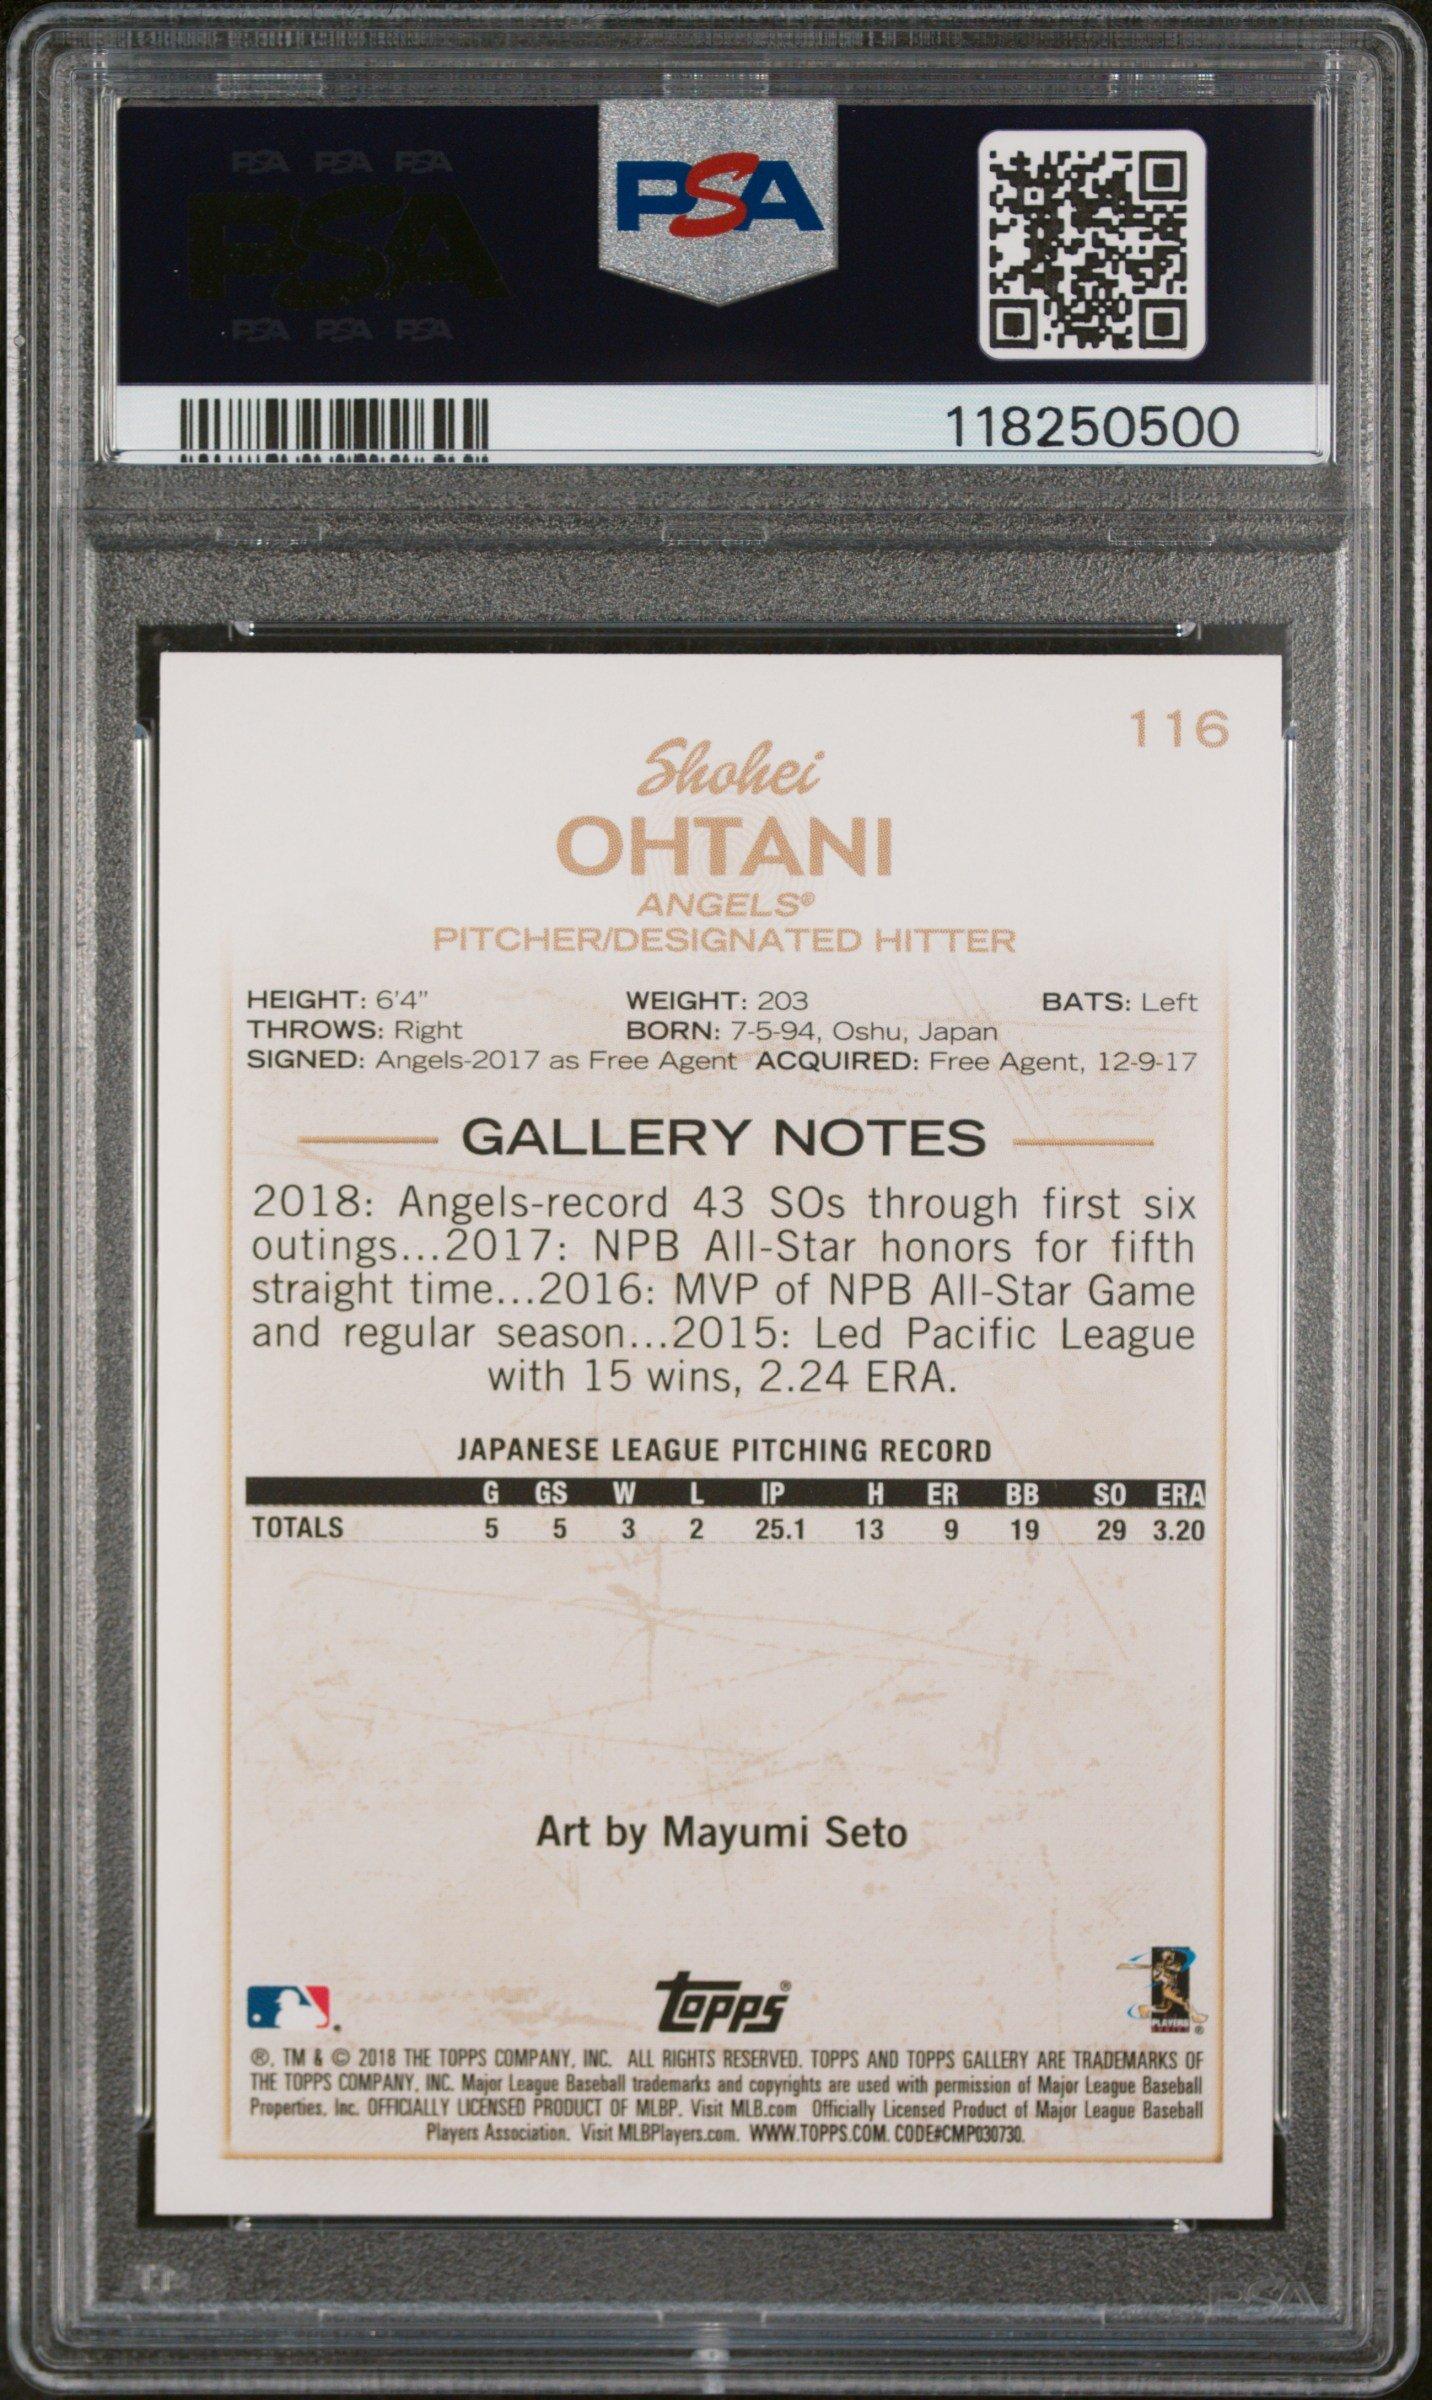 PSA PSA PSA
PSA
PSA PSA PSA
PSA
118250500
116
Shohei
OHTANI
ANGELS®
PITCHER/DESIGNATED HITTER
HEIGHT: 6'4" WEIGHT: 203 BATS: Left
THROWS: Right BORN: 7-5-94, Oshu, Japan
SIGNED: Angels-2017 as Free Agent ACQUIRED: Free Agent, 12-9-17
GALLERY NOTES
2018: Angels-record 43 SOs through first six
outings...2017: NPB All-Star honors for fifth
straight time...2016: MVP of NPB All-Star Game
and regular season...2015: Led Pacific League
with 15 wins, 2.24 ERA.
JAPANESE LEAGUE PITCHING RECORD
G GS W L IP H ER BB SO ERA
TOTALS 5 5 3 2 25.1 13 9 19 29 3.20
Art by Mayumi Seto
topps®
PLAYERS
®, TM & © 2018 THE TOPPS COMPANY, INC. ALL RIGHTS RESERVED. TOPPS AND TOPPS GALLERY ARE TRADEMARKS OF
THE TOPPS COMPANY, INC. Major League Baseball trademarks and copyrights are used with permission of Major League Baseball
Properties, Inc. OFFICIALLY LICENSED PRODUCT OF MLBP. Visit MLB.com Officially Licensed Product of Major League Baseball
Players Association. Visit MLBPlayers.com. WWW.TOPPS.COM. CODE#CMP030730.
PSA